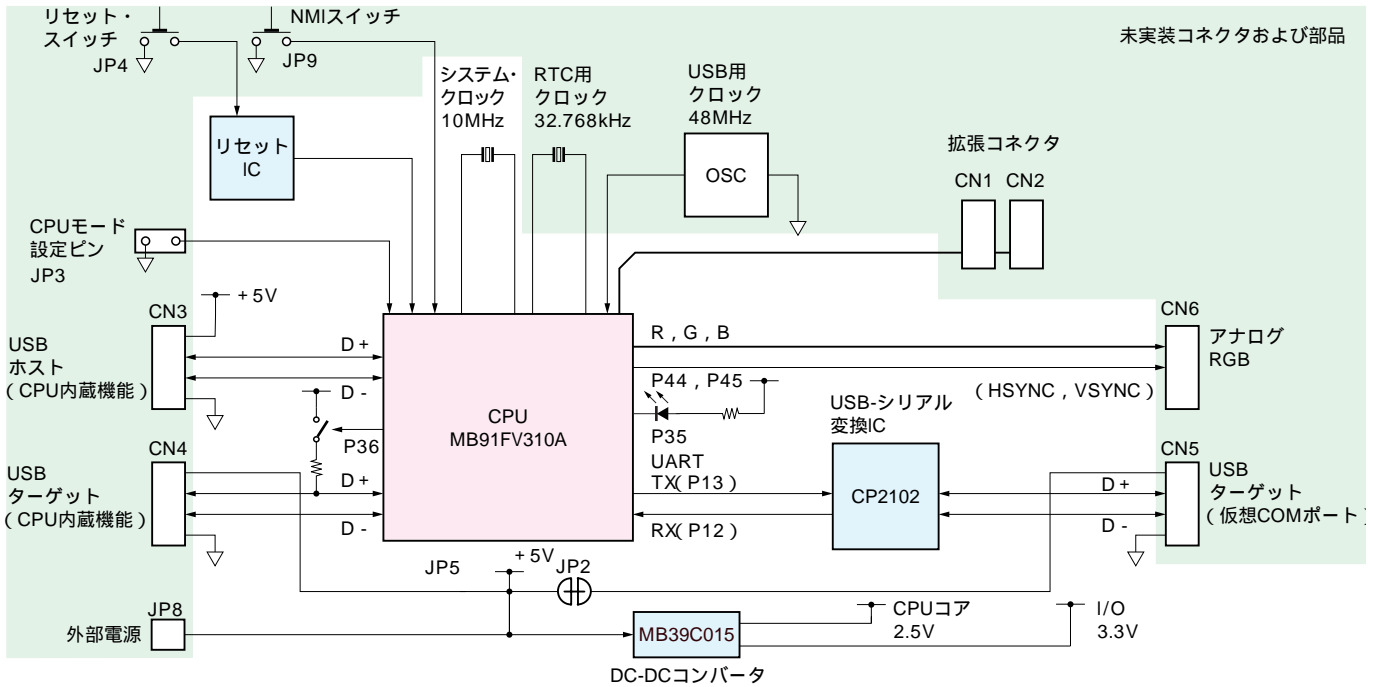 リセット・
スイッチ
JP4
NMIスイッチ
JP9
未実装コネクタおよび部品
システム・
クロック
10MHz
RTC用
クロック
32.768kHz
USB用
クロック
48MHz
OSC
拡張コネクタ
CN1 CN2
リセット
IC
CPUモード
設定ピン
JP3
CN3
+5V
USB
ホスト
(CPU内蔵機能)
D+
D-
P36
CN4
USB
ターゲット
(CPU内蔵機能)
D+
D-
CPU
MB91FV310A
R,G,B
P44,P45
(HSYNC,VSYNC)
CN6
アナログ
RGB
P35
UART
TX(P13)
RX(P12)
USB-シリアル
変換IC
CP2102
CN5
USB
ターゲット
(仮想COMポート)
D+
D-
JP5
+5V
JP2
JP8
外部電源
MB39C015
DC-DCコンバータ
CPUコア
2.5V
I/O
3.3V